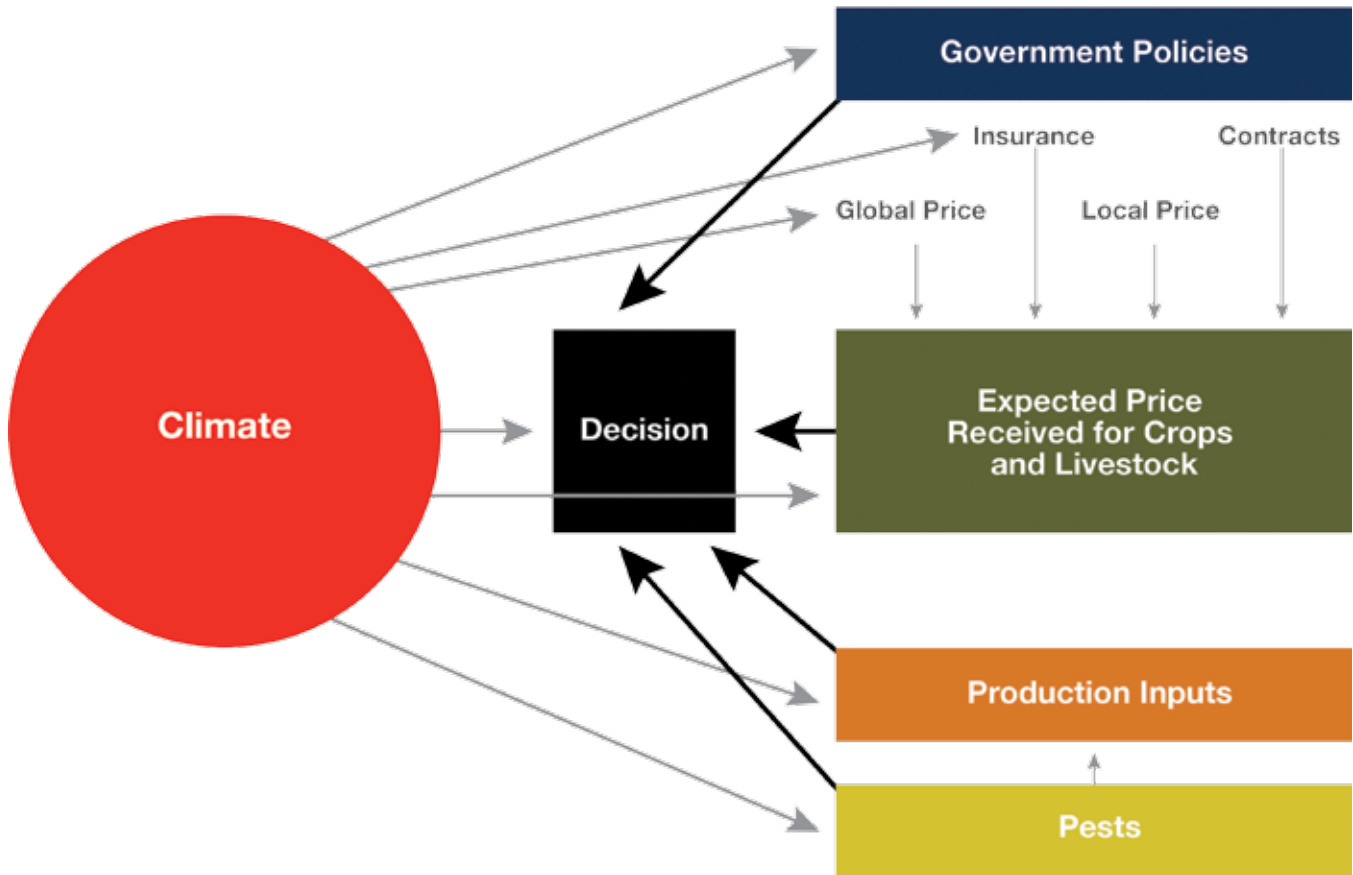 Government Policies
Insurance
Contracts
Global Price
Local Price
Climate
Decision
Expected Price
Received for Crops
and Livestock
Production Inputs
Pests